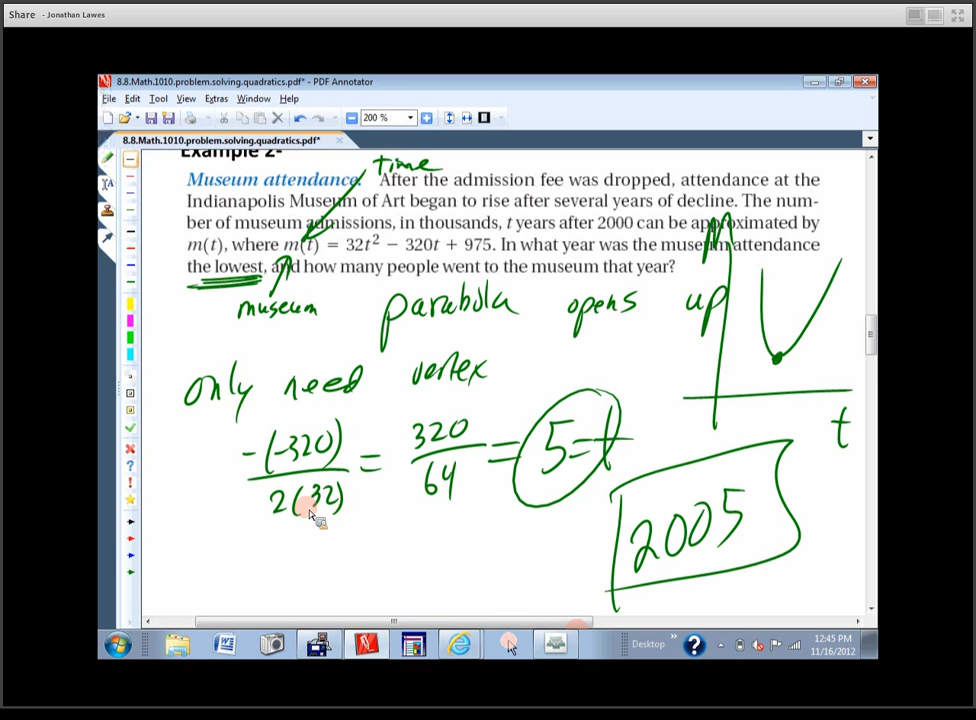 Share - Jonathan Lawes
8.8.Math.1010.problem.solving.quadratics.pdf* - PDF Annotator
File Edit Tool View Extras Window Help
200 %
8.8.Math.1010.problem.solving.quadratics.pdf*
Example 2-
time
Museum attendance. After the admission fee was dropped, attendance at the
Indianapolis Museum of Art began to rise after several years of decline. The num-
ber of museum admissions, in thousands, t years after 2000 can be approximated by
m(t), where m(t) = 32t² − 320t + 975. In what year was the museum attendance
the lowest, and how many people went to the museum that year?
m
museum parabola opens up
only need vertex
t
-(-320) / 2(32) = 320 / 64 = 5 = t
2005
Desktop
12:45 PM
11/16/2012